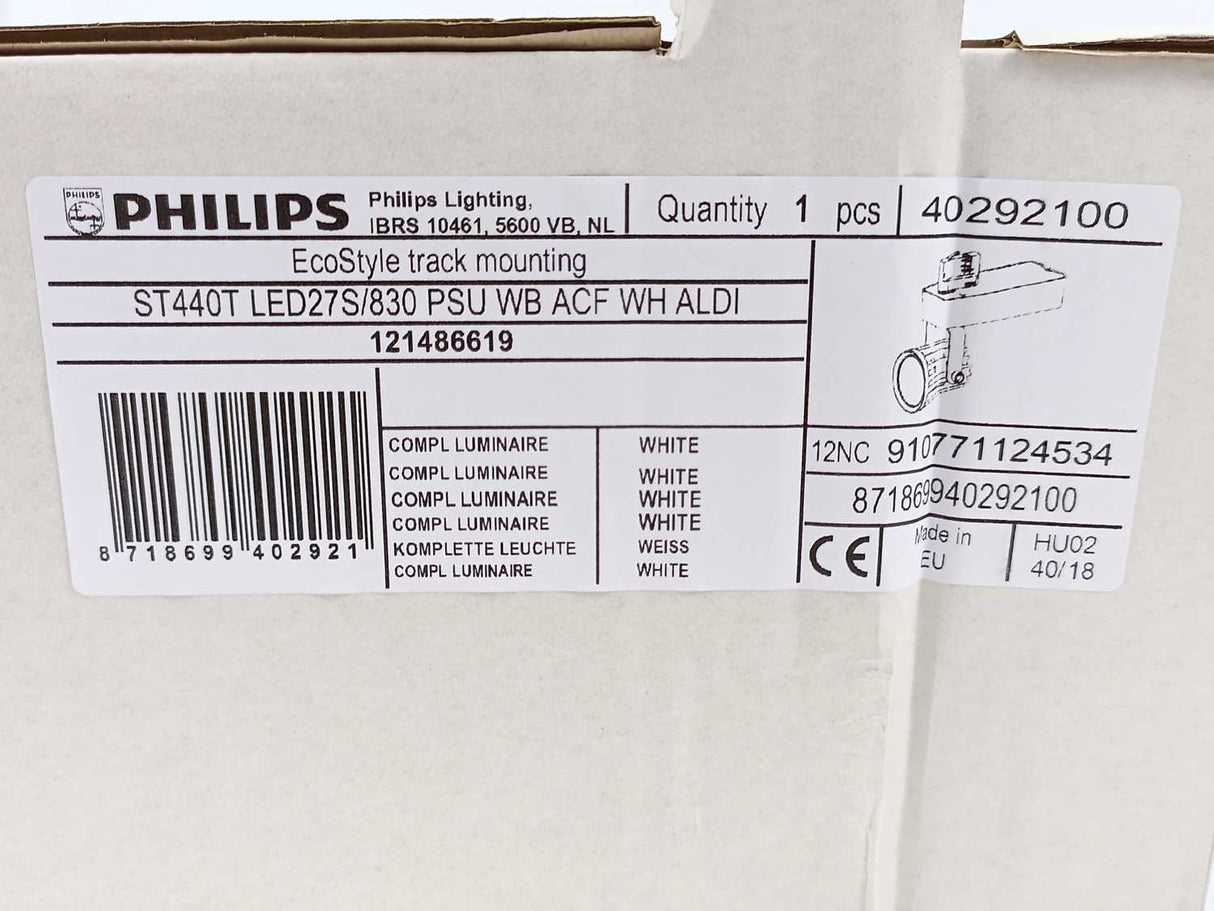 PHILIPS
PHILIPS
Philips Lighting,
IBRS 10461, 5600 VB, NL
Quantity 1 pcs
40292100
EcoStyle track mounting
ST440T LED27S/830 PSU WB ACF WH ALDI
121486619
8 718699 402921
COMPL LUMINAIRE WHITE
COMPL LUMINAIRE WHITE
COMPL LUMINAIRE WHITE
COMPL LUMINAIRE WHITE
KOMPLETTE LEUCHTE WEISS
COMPL LUMINAIRE WHITE
12NC 910771124534
871869940292100
CE
Made in
EU
HU02
40/18